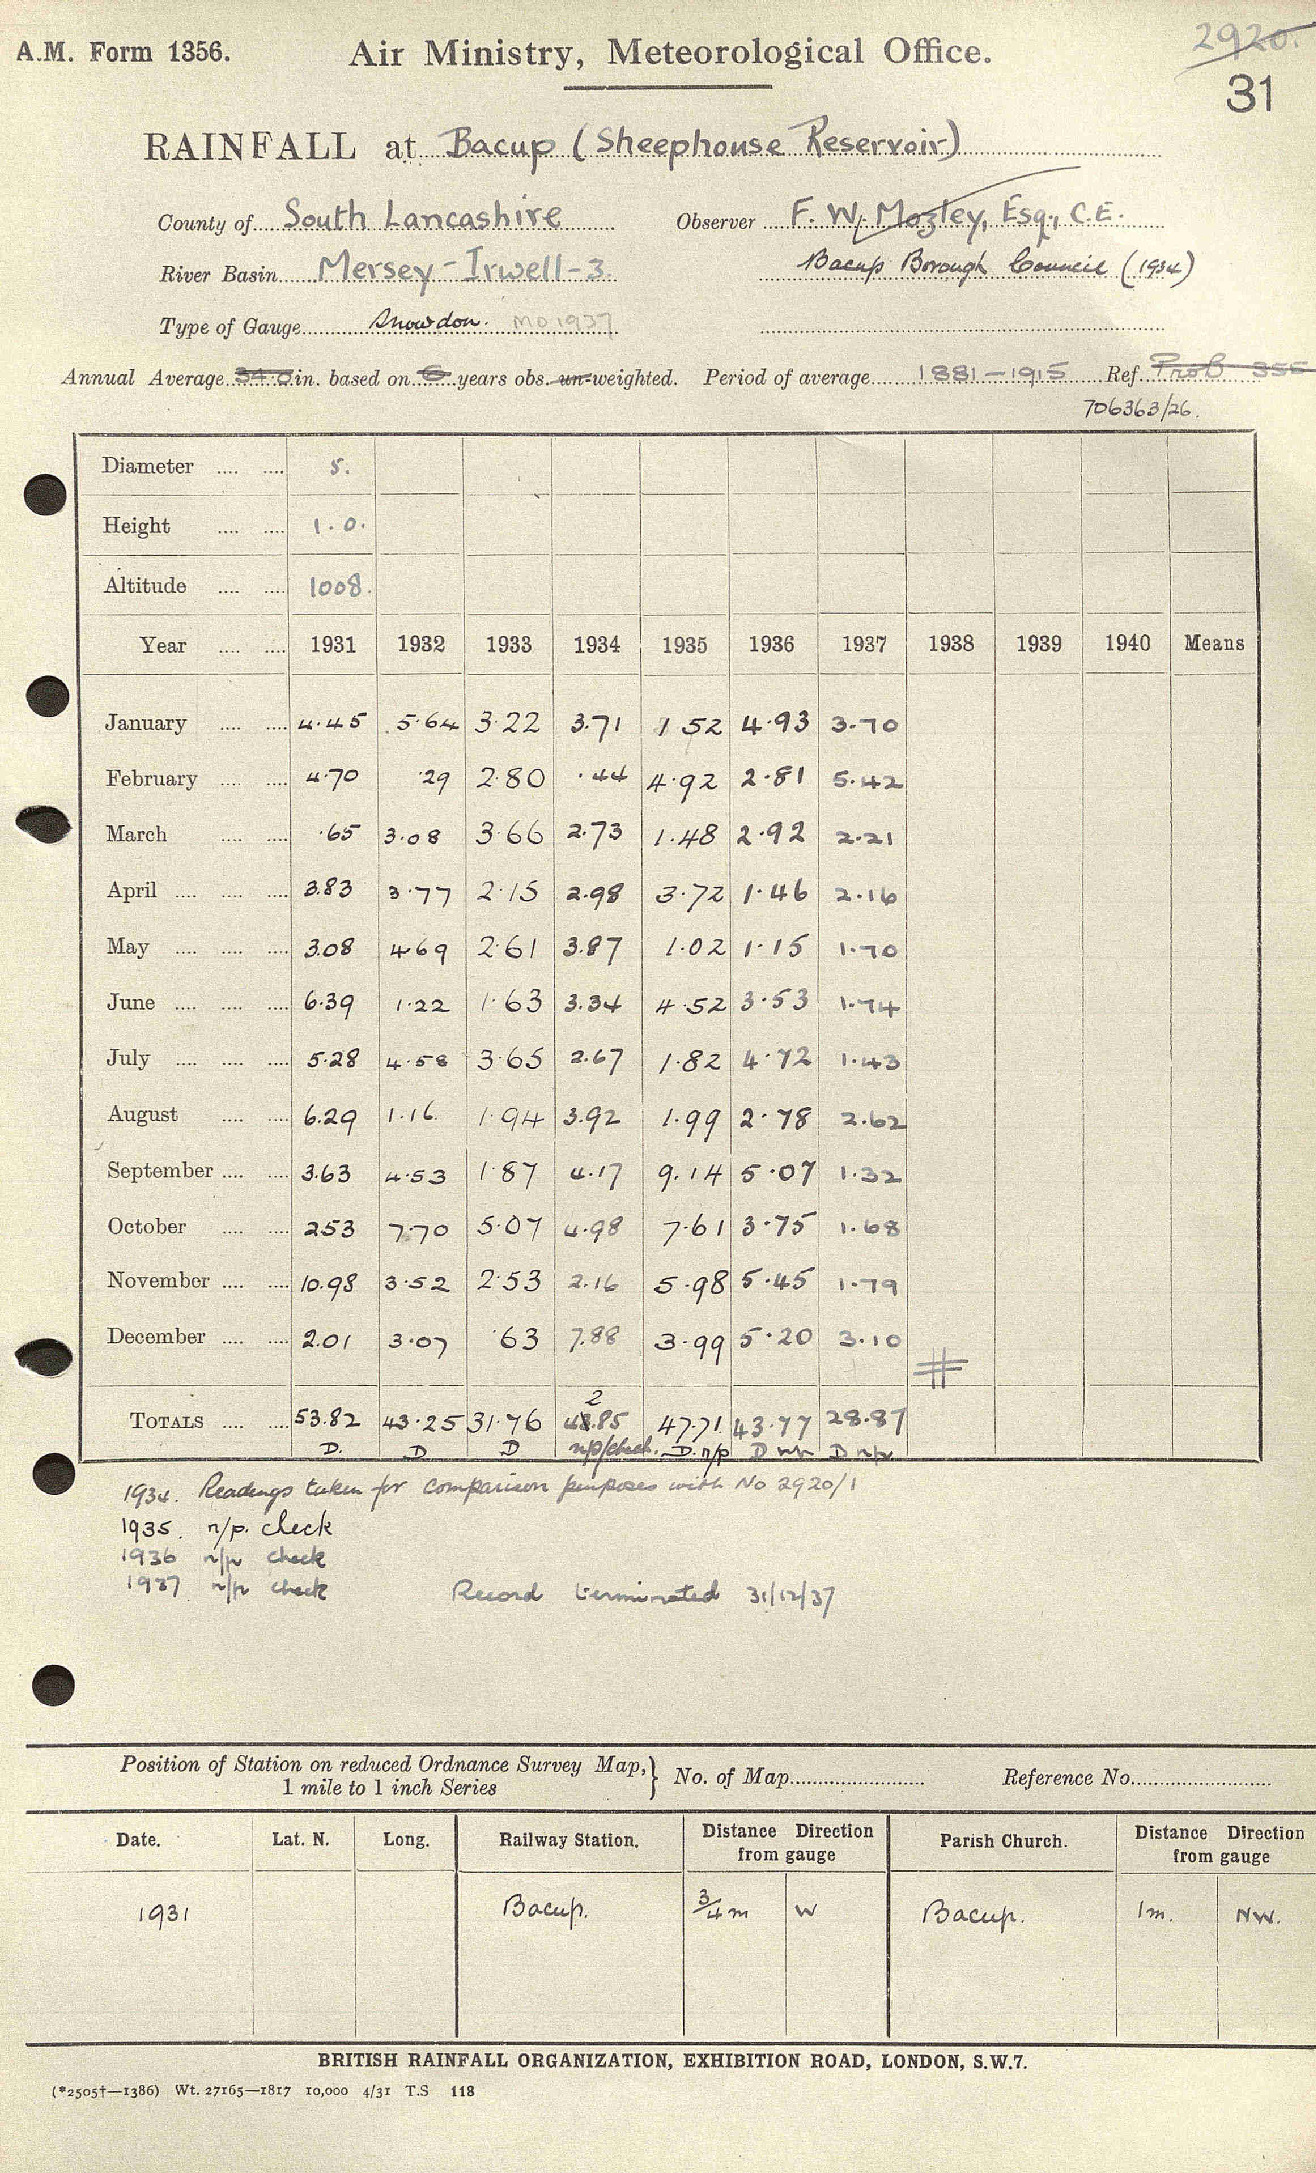 2920.
A.M. Form 1356. Air Ministry, Meteorological Office.
31
RAINFALL at Bacup (Sheephouse Reservoir)
County of South Lancashire Observer F. W. Mozley, Esq., C.E.
River Basin Mersey-Irwell-3. Bacup Borough Council (1934)
Type of Gauge Snowdon. MO 1937
Annual Average 34.0 in. based on 6 years obs. un-weighted. Period of average 1881-1915 Ref. Prob 355
706363/26.
Diameter 5.
Height 1.0.
Altitude 1008.
Year 1931 1932 1933 1934 1935 1936 1937 1938 1939 1940 Means
January 4.45 5.64 3.22 3.71 1.52 4.93 3.70
February 4.70 .29 2.80 .44 4.92 2.81 5.42
March .65 3.08 3.66 2.73 1.48 2.92 2.21
April 3.83 3.77 2.15 2.98 3.72 1.46 2.16
May 3.08 4.69 2.61 3.87 1.02 1.15 1.70
June 6.39 1.22 1.63 3.34 4.52 3.53 1.74
July 5.28 4.58 3.65 2.67 1.82 4.72 1.43
August 6.29 1.16 1.94 3.92 1.99 2.78 2.62
September 3.63 4.53 1.87 4.17 9.14 5.07 1.32
October 2.53 7.70 5.07 4.98 7.61 3.75 1.68
November 10.98 3.52 2.53 2.16 5.98 5.45 1.79
December 2.01 3.07 .63 7.88 3.99 5.20 3.10
TOTALS 53.82 43.25 31.76 42.85 47.71 43.77 28.87
D. D D n/p/check. D. n/p D n/p D n/p
1934. Readings taken for comparison purposes with No 2920/1
1935. n/p. check
1936 n/p check
1937 n/p check Record terminated 31/12/37
Position of Station on reduced Ordnance Survey Map,
1 mile to 1 inch Series } No. of Map Reference No.
Date. Lat. N. Long. Railway Station. Distance Direction from gauge Parish Church. Distance Direction from gauge
1931 Bacup. 3/4 m W Bacup. 1m. NW.
BRITISH RAINFALL ORGANIZATION, EXHIBITION ROAD, LONDON, S.W.7.
(*2505†—1386) Wt. 27165—1817 10,000 4/31 T.S 118